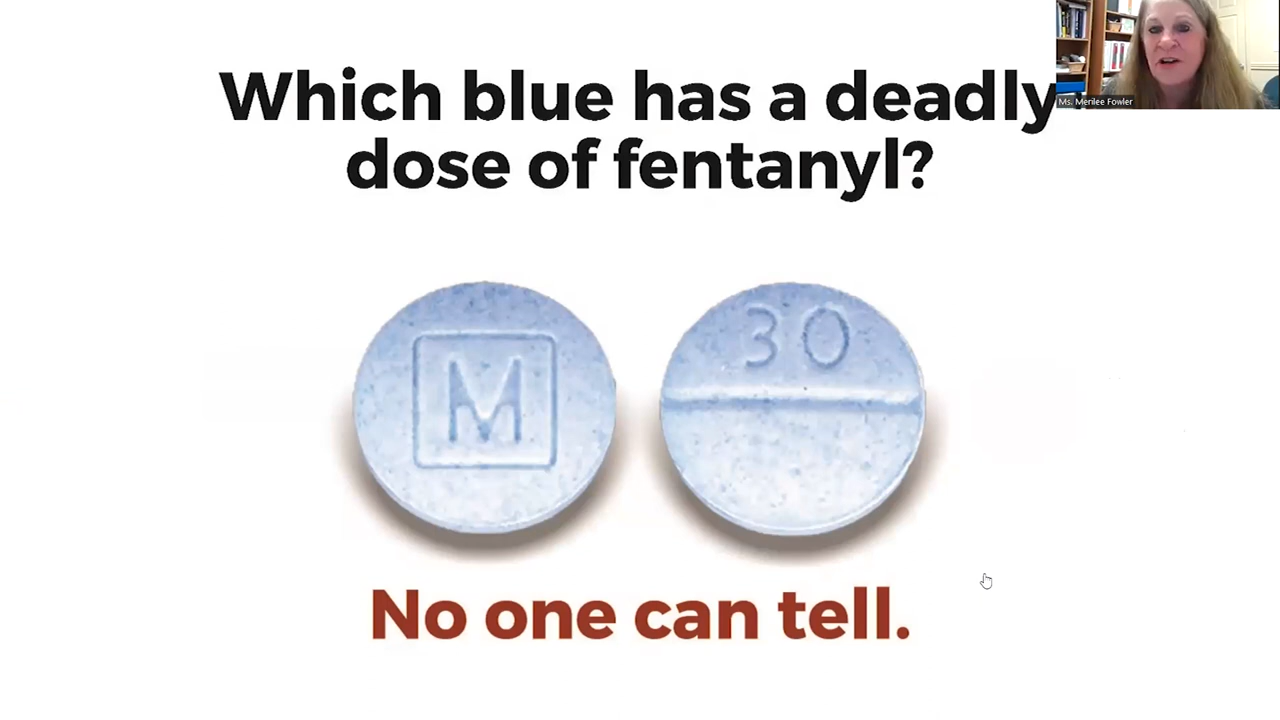 Which blue has a deadly
dose of fentanyl?
Ms. Merilee Fowler
M
30
No one can tell.